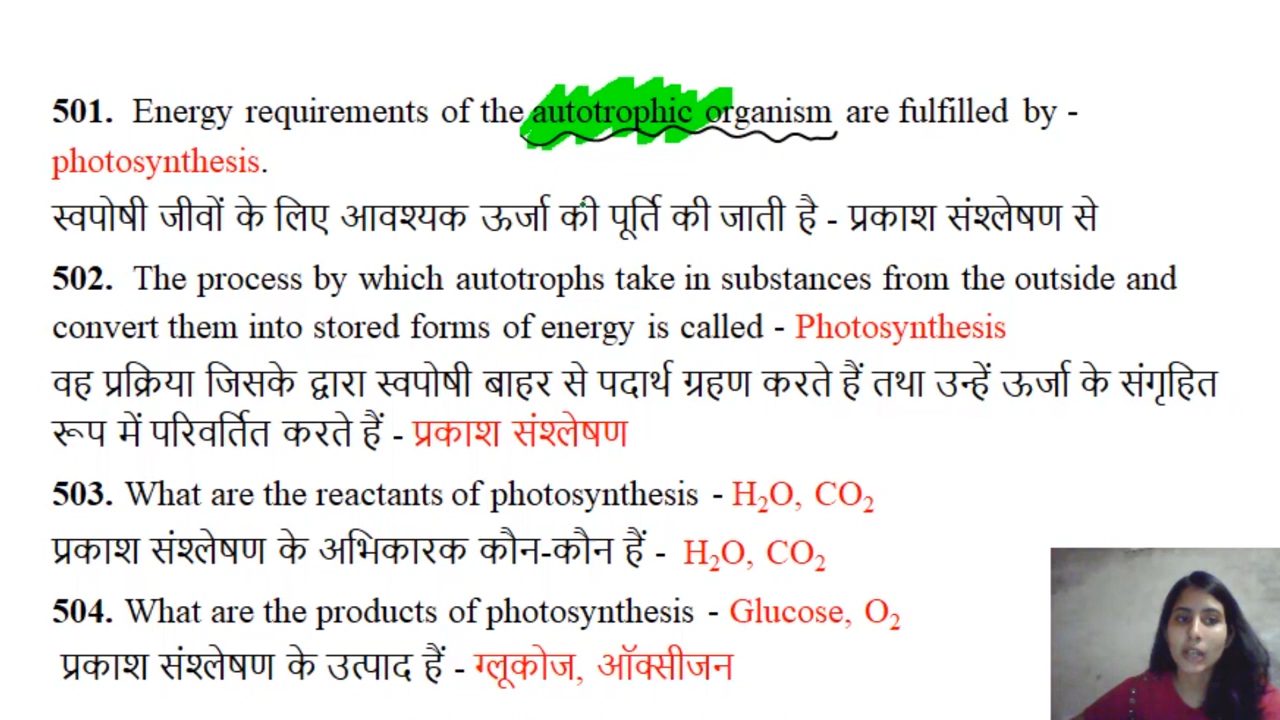 501. Energy requirements of the autotrophic organism are fulfilled by -
photosynthesis.
स्वपोषी जीवों के लिए आवश्यक ऊर्जा की पूर्ति की जाती है - प्रकाश संश्लेषण से
502. The process by which autotrophs take in substances from the outside and
convert them into stored forms of energy is called - Photosynthesis
वह प्रक्रिया जिसके द्वारा स्वपोषी बाहर से पदार्थ ग्रहण करते हैं तथा उन्हें ऊर्जा के संगृहित
रूप में परिवर्तित करते हैं - प्रकाश संश्लेषण
503. What are the reactants of photosynthesis - H₂O, CO₂
प्रकाश संश्लेषण के अभिकारक कौन-कौन हैं - H₂O, CO₂
504. What are the products of photosynthesis - Glucose, O₂
प्रकाश संश्लेषण के उत्पाद हैं - ग्लूकोज, ऑक्सीजन